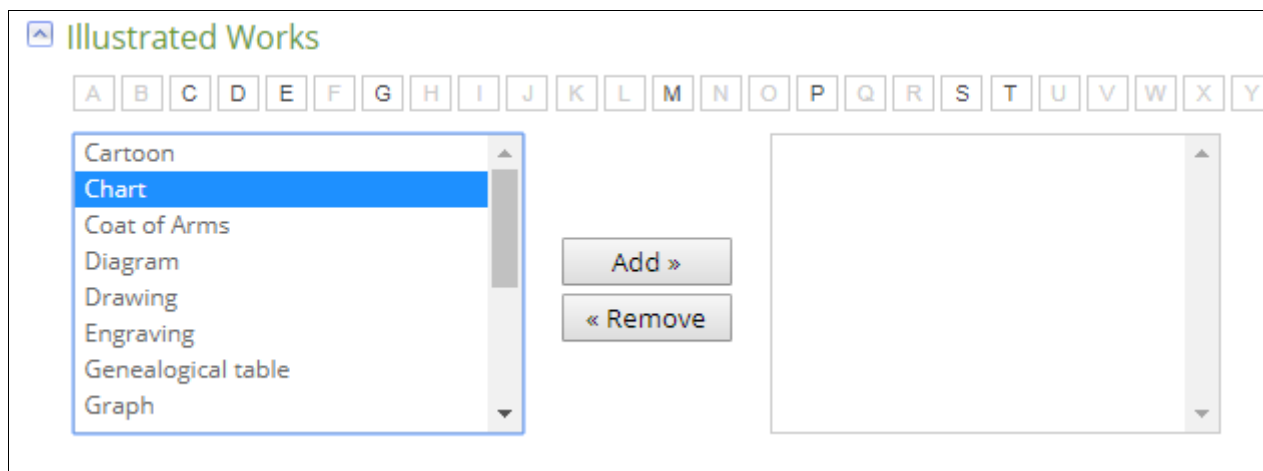 Illustrated Works
A B C D E F G H I J K L M N O P Q R S T U V W X Y
Cartoon
Chart
Coat of Arms
Diagram
Drawing
Engraving
Genealogical table
Graph
Add »
« Remove